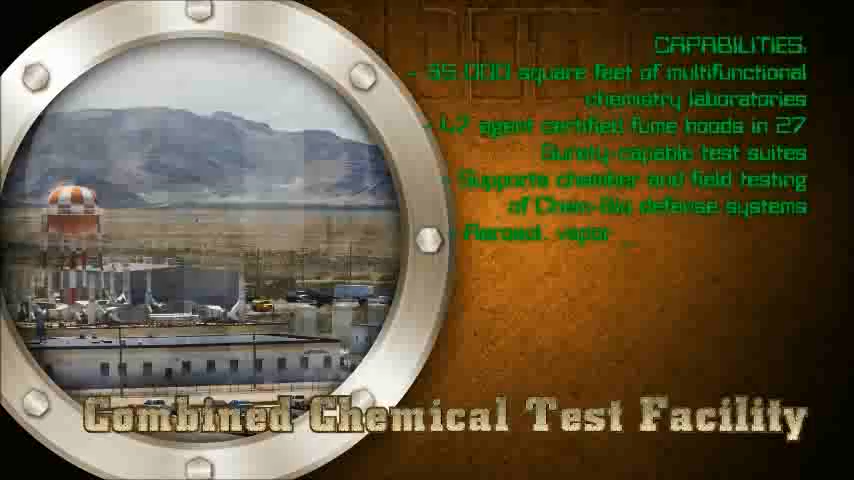 CAPABILITIES:
- 35,000 square feet of multifunctional
chemistry laboratories
- 47 agent certified fume hoods in 27
Surety-capable test suites
- Supports chamber and field testing
of Chem-Bio defense systems
- Aerosol, vapor
Combined Chemical Test Facility